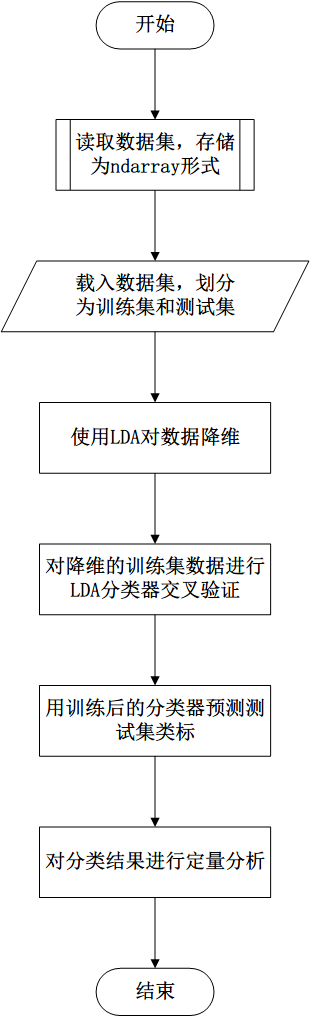 开始
读取数据集，存储
为ndarray形式
载入数据集，划分
为训练集和测试集
使用LDA对数据降维
对降维的训练集数据进行
LDA分类器交叉验证
用训练后的分类器预测测
试集类标
对分类结果进行定量分析
结束